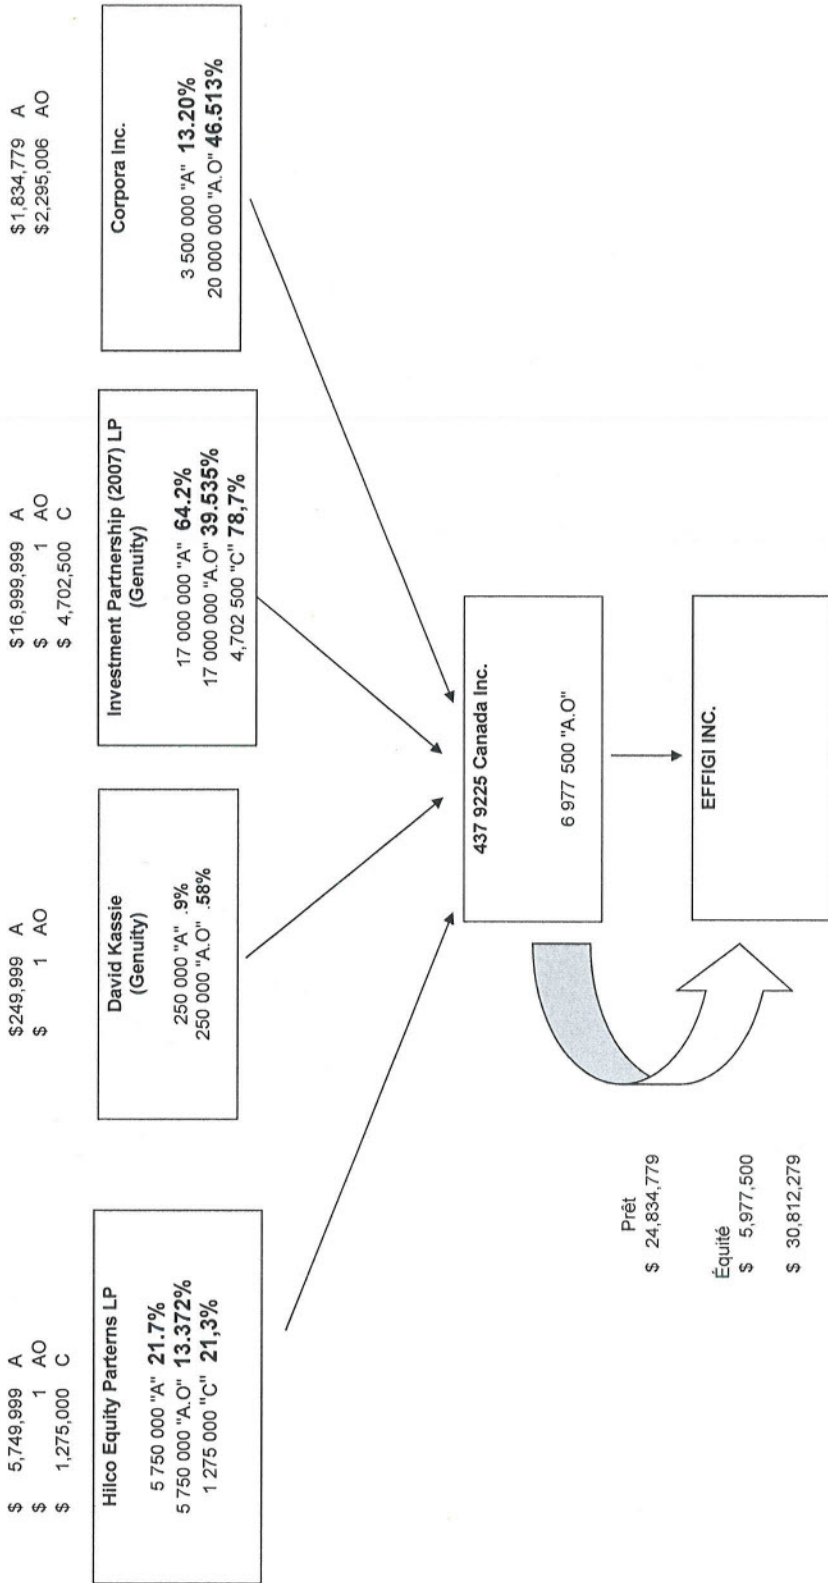 $ 5,749,999 A
$ 1 AO
$ 1,275,000 C
Hilco Equity Parterns LP
5 750 000 "A" 21.7%
5 750 000 "A.O" 13.372%
1 275 000 "C" 21,3%
$249,999 A
$ 1 AO
David Kassie
(Genuity)
250 000 "A" .9%
250 000 "A.O" .58%
$16,999,999 A
$ 1 AO
$ 4,702,500 C
Investment Partnership (2007) LP
(Genuity)
17 000 000 "A" 64.2%
17 000 000 "A.O" 39.535%
4,702 500 "C" 78,7%
$1,834,779 A
$2,295,006 AO
Corpora Inc.
3 500 000 "A" 13.20%
20 000 000 "A.O" 46.513%
437 9225 Canada Inc.
6 977 500 "A.O"
Prêt
$ 24,834,779
Équité
$ 5,977,500
$ 30,812,279
EFFIGI INC.